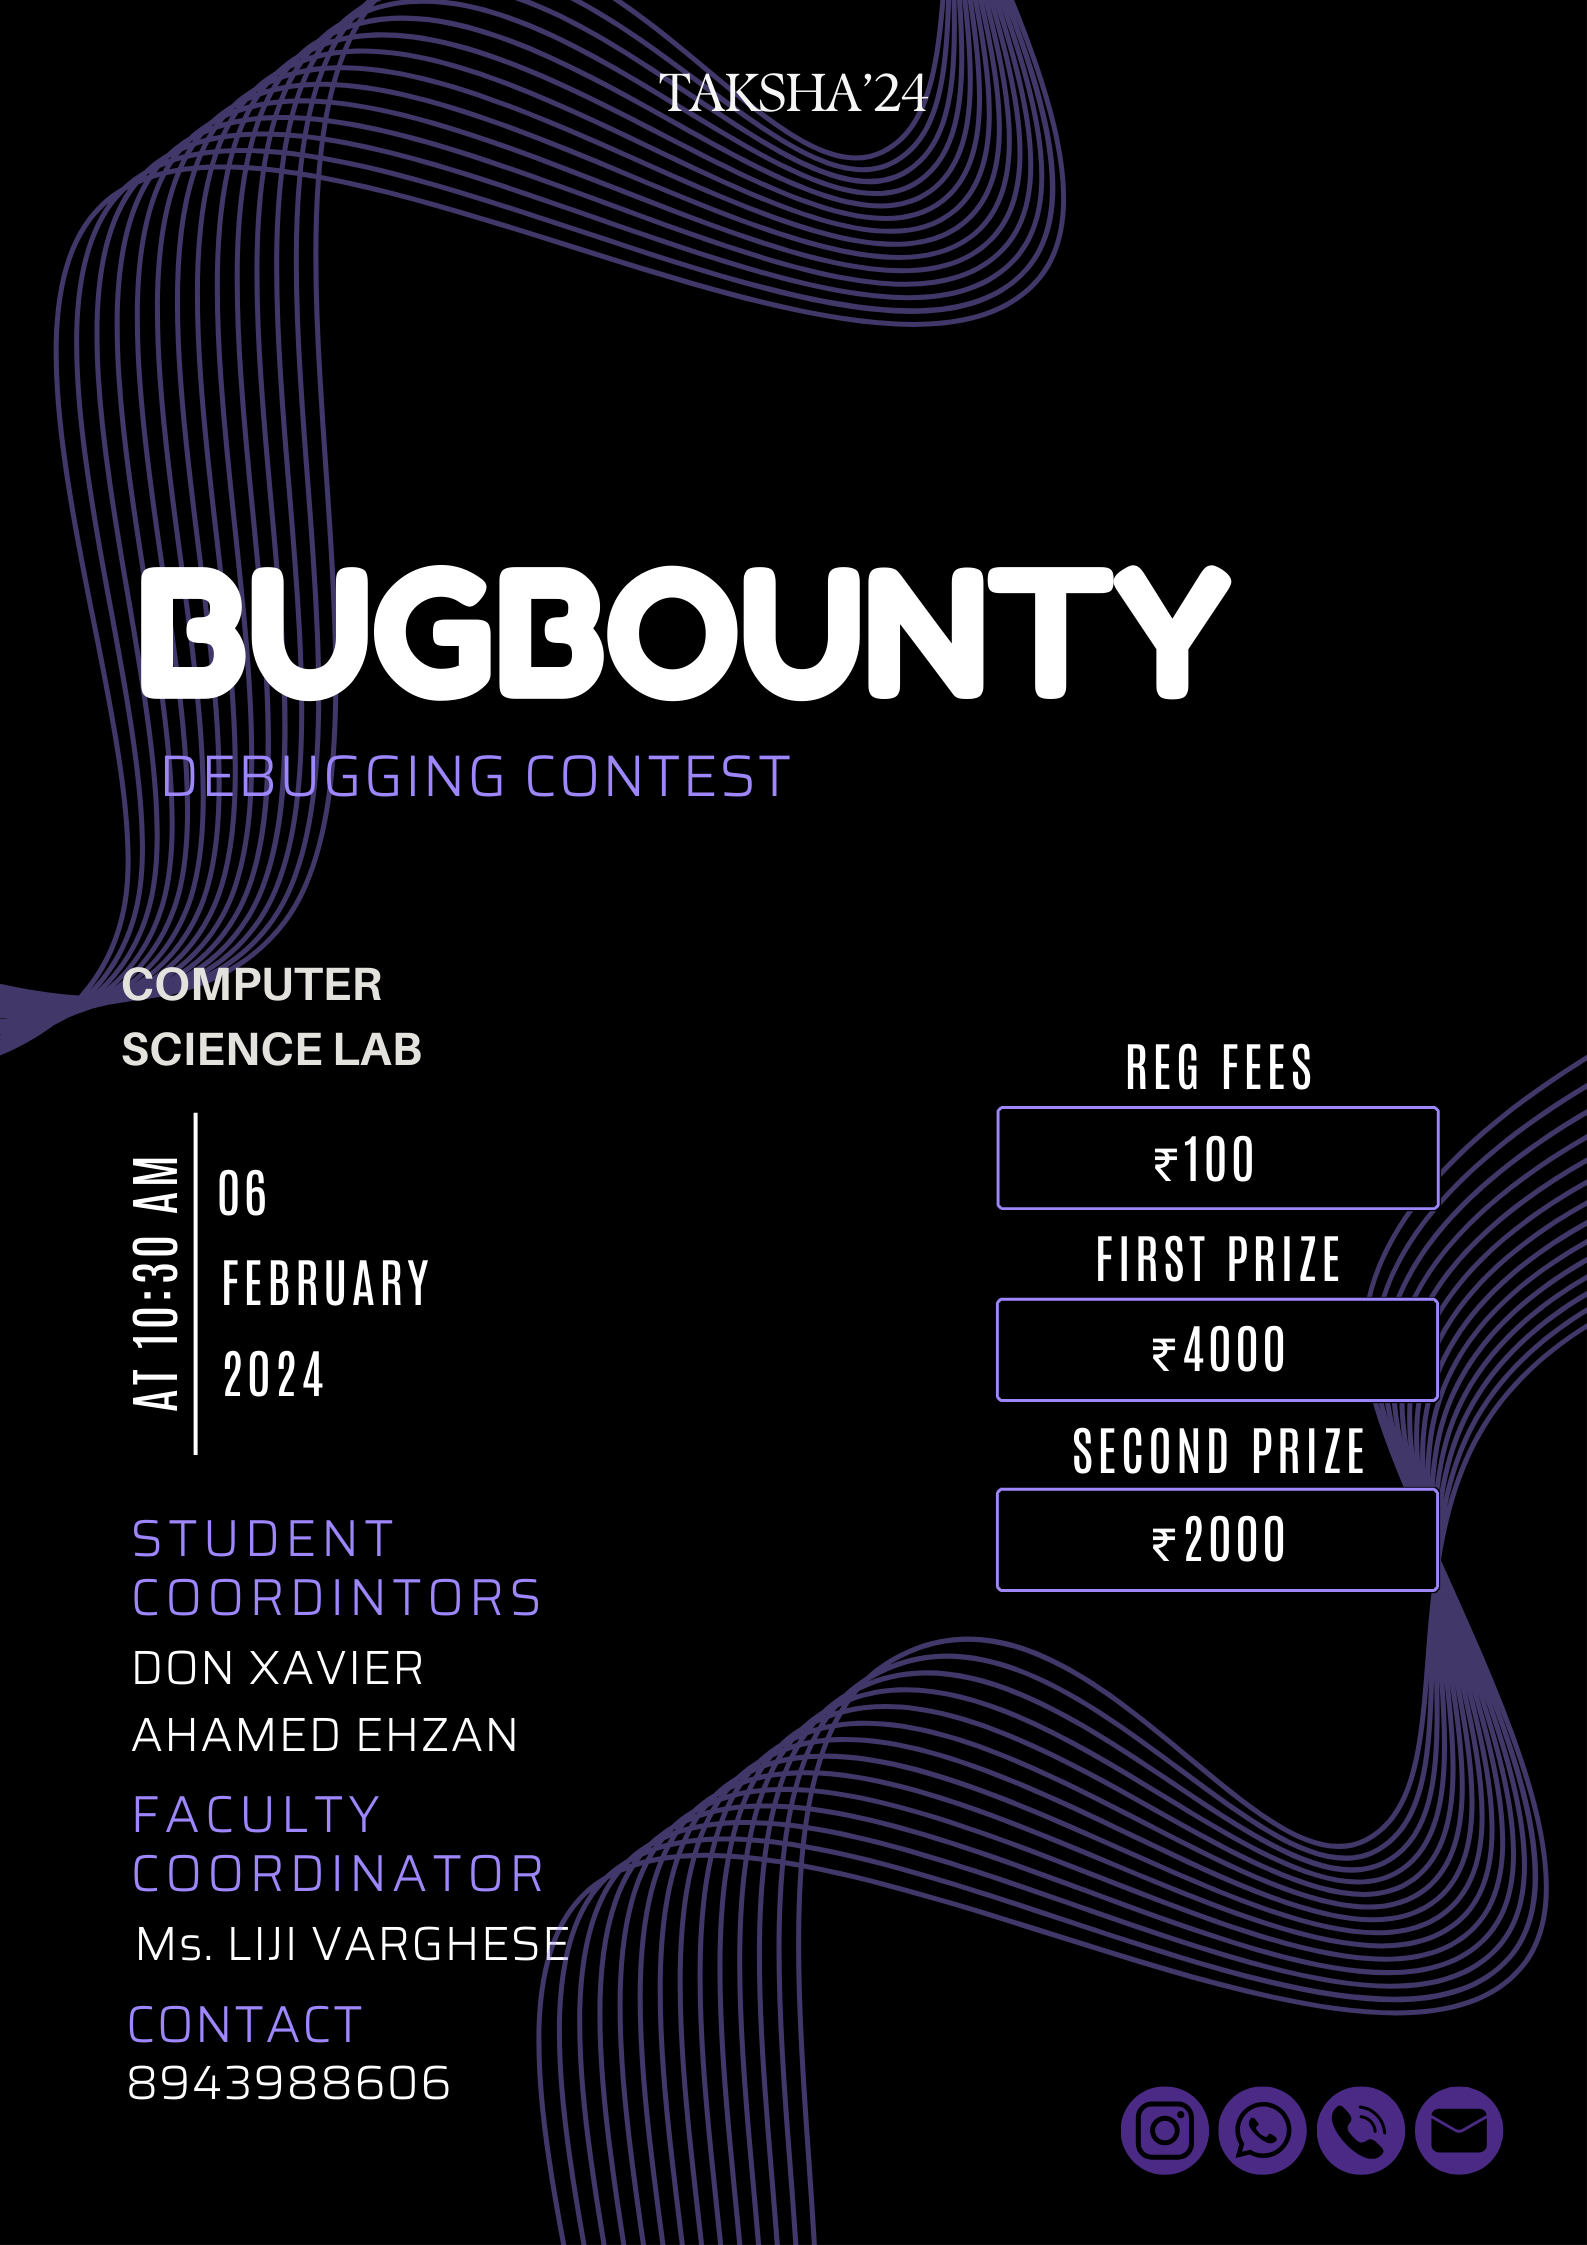 TAKSHA’24
BUGBOUNTY
DEBUGGING CONTEST
COMPUTER
SCIENCE LAB
AT 10:30 AM
06
FEBRUARY
2024
REG FEES
₹100
FIRST PRIZE
₹4000
SECOND PRIZE
₹2000
STUDENT
COORDINTORS
DON XAVIER
AHAMED EHZAN
FACULTY
COORDINATOR
Ms. LIJI VARGHESE
CONTACT
8943988606